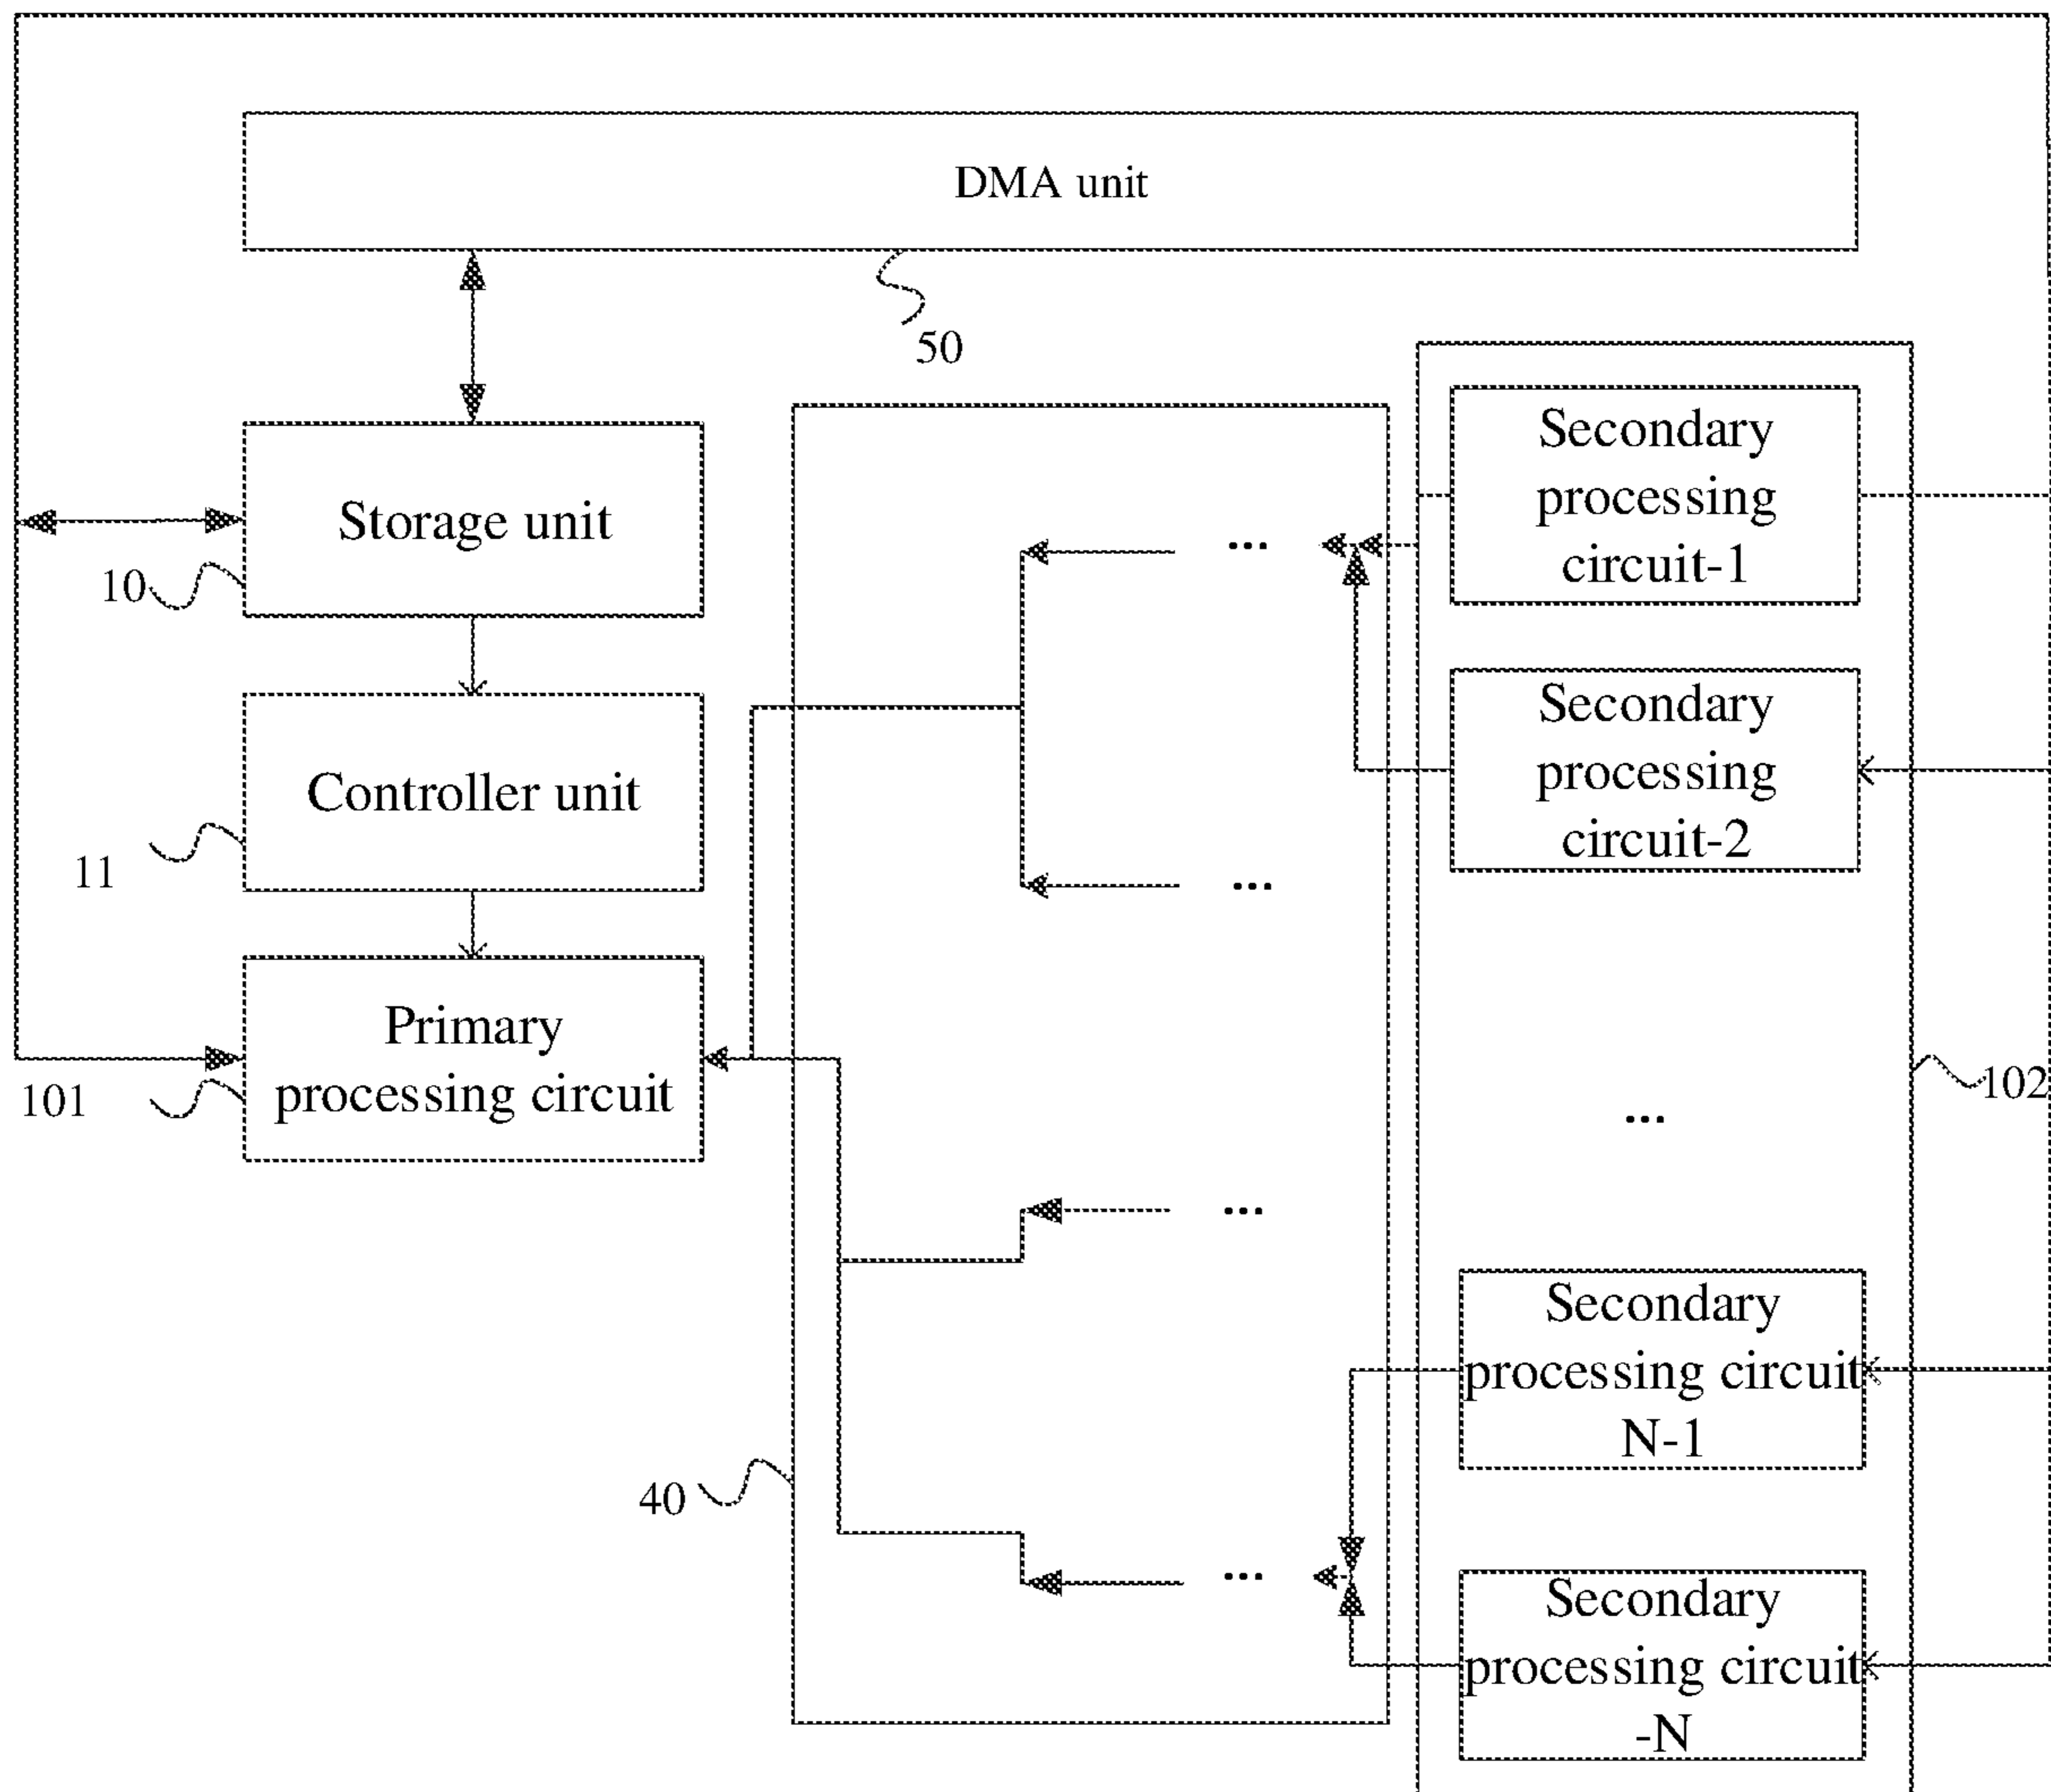 DMA unit
50
Storage unit
10
Controller unit
11
Primary
processing circuit
101
40
...
...
...
...
Secondary
processing
circuit-1
Secondary
processing
circuit-2
...
102
Secondary
processing circuit
N-1
Secondary
processing circuit
-N